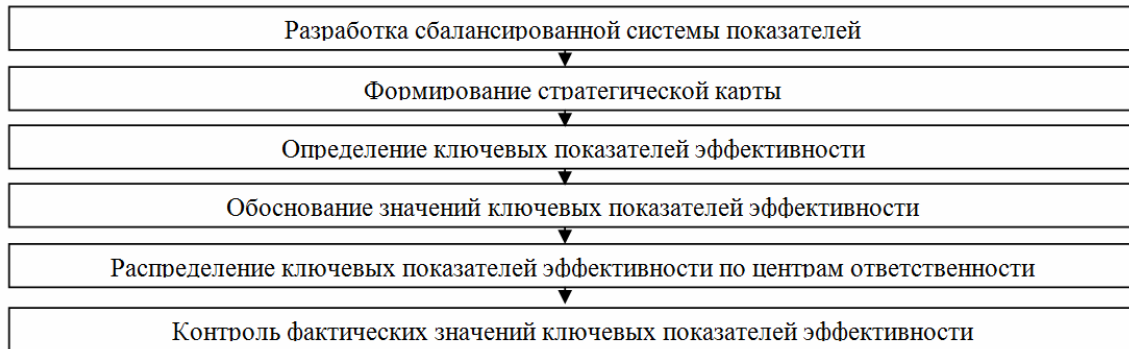 Разработка сбалансированной системы показателей
Формирование стратегической карты
Определение ключевых показателей эффективности
Обоснование значений ключевых показателей эффективности
Распределение ключевых показателей эффективности по центрам ответственности
Контроль фактических значений ключевых показателей эффективности